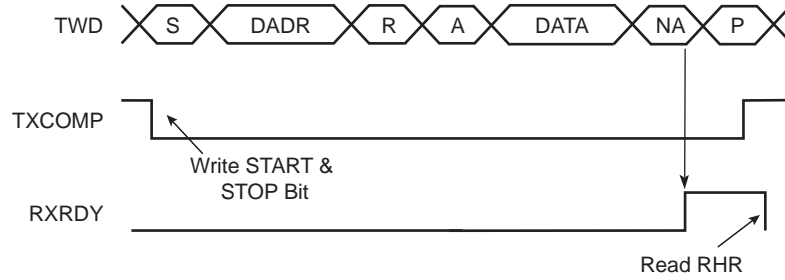 TWD S DADR R A DATA NA P
TXCOMP
Write START &
STOP Bit
RXRDY
Read RHR